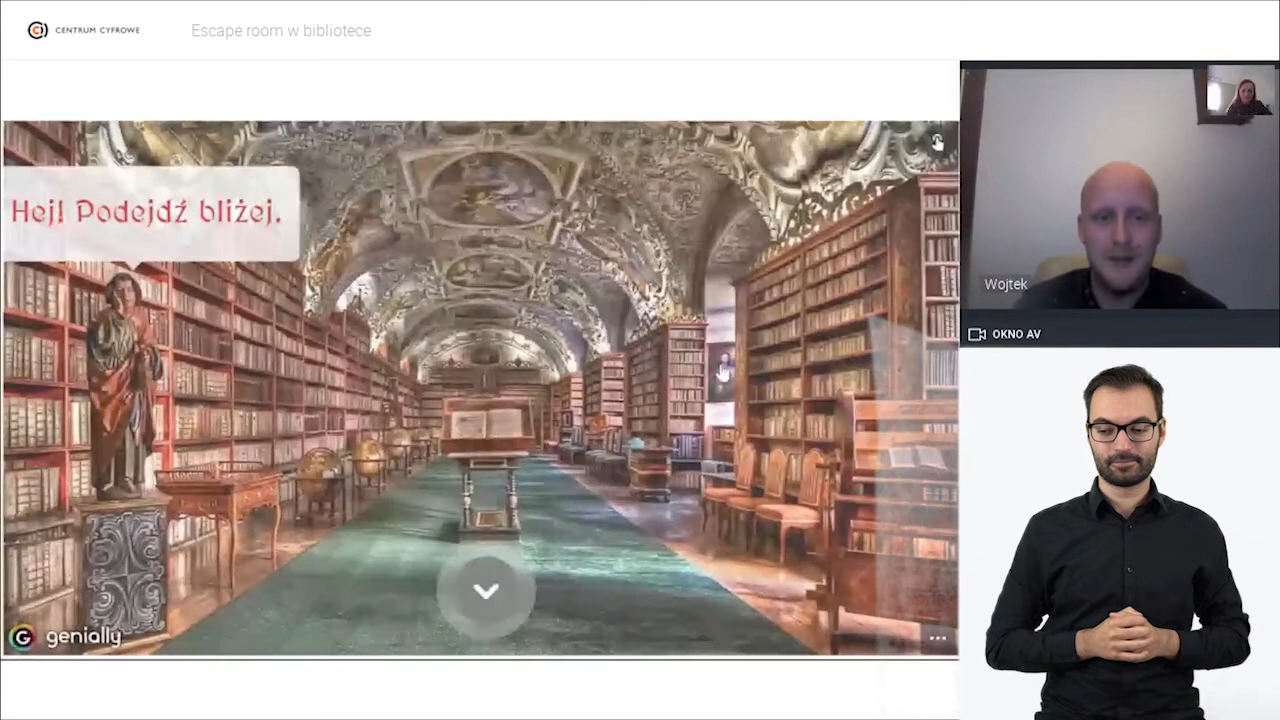 CENTRUM CYFROWE
Escape room w bibliotece
Hej! Podejdź bliżej.
Wojtek
OKNO AV
genially